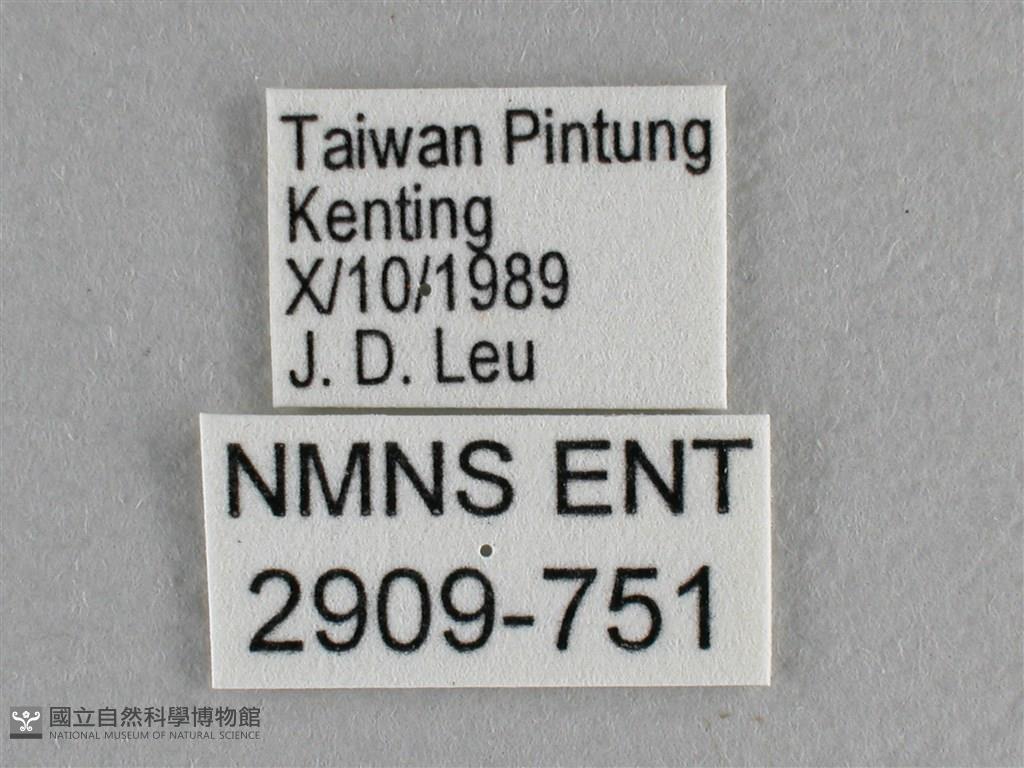 Taiwan Pintung
Kenting
X/10/1989
J. D. Leu
NMNS ENT
2909-751
國立自然科學博物館
NATIONAL MUSEUM OF NATURAL SCIENCE